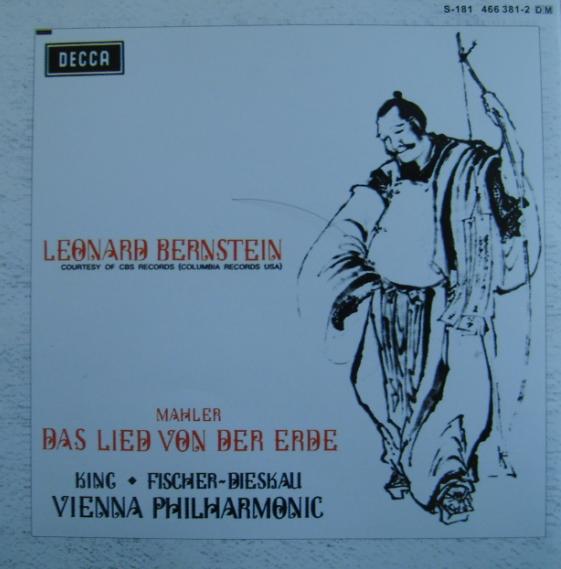 S-181 466 381-2 DM
DECCA
LEONARD BERNSTEIN
COURTESY OF CBS RECORDS (COLUMBIA RECORDS USA)
MAHLER
DAS LIED VON DER ERDE
KING ◆ FISCHER-DIESKAU
VIENNA PHILHARMONIC